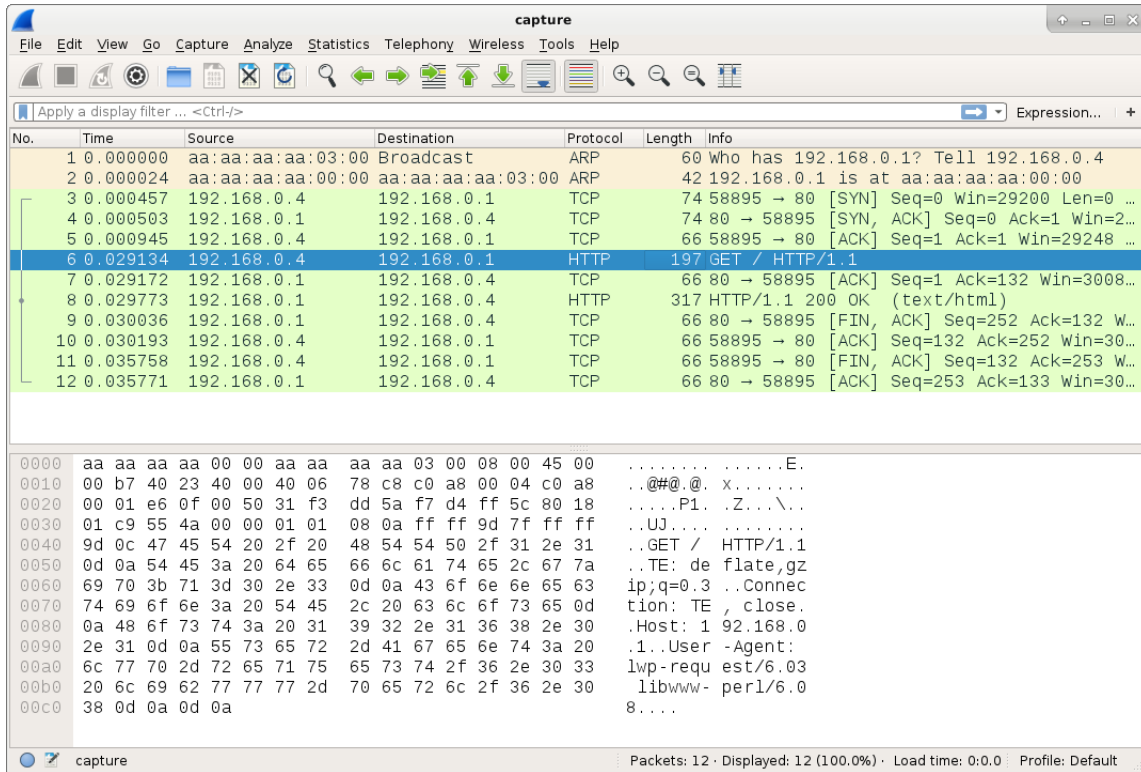 capture
File Edit View Go Capture Analyze Statistics Telephony Wireless Tools Help
Apply a display filter ... <Ctrl-/> Expression... +
No. Time Source Destination Protocol Length Info
1 0.000000 aa:aa:aa:aa:03:00 Broadcast ARP 60 Who has 192.168.0.1? Tell 192.168.0.4
2 0.000024 aa:aa:aa:aa:00:00 aa:aa:aa:aa:03:00 ARP 42 192.168.0.1 is at aa:aa:aa:aa:00:00
3 0.000457 192.168.0.4 192.168.0.1 TCP 74 58895 → 80 [SYN] Seq=0 Win=29200 Len=0 …
4 0.000503 192.168.0.1 192.168.0.4 TCP 74 80 → 58895 [SYN, ACK] Seq=0 Ack=1 Win=2…
5 0.000945 192.168.0.4 192.168.0.1 TCP 66 58895 → 80 [ACK] Seq=1 Ack=1 Win=29248 …
6 0.029134 192.168.0.4 192.168.0.1 HTTP 197 GET / HTTP/1.1
7 0.029172 192.168.0.1 192.168.0.4 TCP 66 80 → 58895 [ACK] Seq=1 Ack=132 Win=3008…
8 0.029773 192.168.0.1 192.168.0.4 HTTP 317 HTTP/1.1 200 OK (text/html)
9 0.030036 192.168.0.1 192.168.0.4 TCP 66 80 → 58895 [FIN, ACK] Seq=252 Ack=132 W…
10 0.030193 192.168.0.4 192.168.0.1 TCP 66 58895 → 80 [ACK] Seq=132 Ack=252 Win=30…
11 0.035758 192.168.0.4 192.168.0.1 TCP 66 58895 → 80 [FIN, ACK] Seq=132 Ack=253 W…
12 0.035771 192.168.0.1 192.168.0.4 TCP 66 80 → 58895 [ACK] Seq=253 Ack=133 Win=30…
0000 aa aa aa aa 00 00 aa aa aa aa 03 00 08 00 45 00 ........ ......E.
0010 00 b7 40 23 40 00 40 06 78 c8 c0 a8 00 04 c0 a8 ..@#@.@. x.......
0020 00 01 e6 0f 00 50 31 f3 dd 5a f7 d4 ff 5c 80 18 .....P1. .Z...\..
0030 01 c9 55 4a 00 00 01 01 08 0a ff ff 9d 7f ff ff ..UJ.... ........
0040 9d 0c 47 45 54 20 2f 20 48 54 54 50 2f 31 2e 31 ..GET / HTTP/1.1
0050 0d 0a 54 45 3a 20 64 65 66 6c 61 74 65 2c 67 7a ..TE: de flate,gz
0060 69 70 3b 71 3d 30 2e 33 0d 0a 43 6f 6e 6e 65 63 ip;q=0.3 ..Connec
0070 74 69 6f 6e 3a 20 54 45 2c 20 63 6c 6f 73 65 0d tion: TE , close.
0080 0a 48 6f 73 74 3a 20 31 39 32 2e 31 36 38 2e 30 .Host: 1 92.168.0
0090 2e 31 0d 0a 55 73 65 72 2d 41 67 65 6e 74 3a 20 .1..User -Agent:
00a0 6c 77 70 2d 72 65 71 75 65 73 74 2f 36 2e 30 33 lwp-requ est/6.03
00b0 20 6c 69 62 77 77 77 2d 70 65 72 6c 2f 36 2e 30 libwww- perl/6.0
00c0 38 0d 0a 0d 0a 8....
capture Packets: 12 · Displayed: 12 (100.0%) · Load time: 0:0.0 Profile: Default